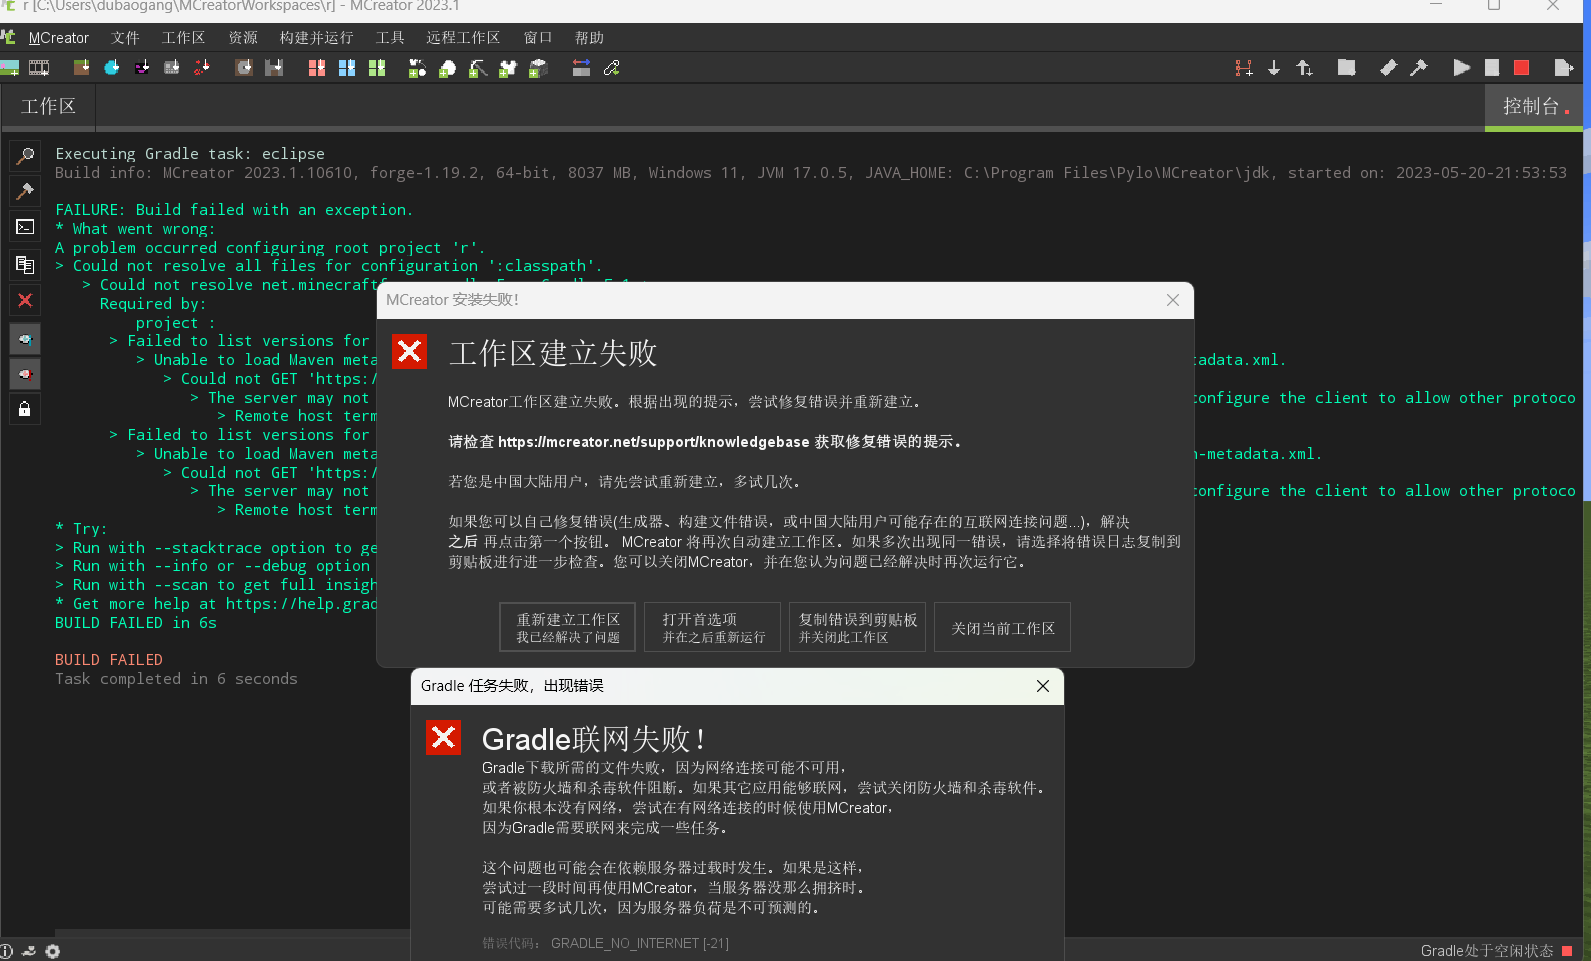 r [C:\Users\dubaogang\MCreatorWorkspaces\r] - MCreator 2023.1
MCreator 文件 工作区 资源 构建并运行 工具 远程工作区 窗口 帮助
工作区
控制台
Executing Gradle task: eclipse
Build info: MCreator 2023.1.10610, forge-1.19.2, 64-bit, 8037 MB, Windows 11, JVM 17.0.5, JAVA_HOME: C:\Program Files\Pylo\MCreator\jdk, started on: 2023-05-20-21:53:53
FAILURE: Build failed with an exception.
* What went wrong:
A problem occurred configuring root project 'r'.
> Could not resolve all files for configuration ':classpath'.
> Could not resolve net.minecraftf
Required by:
project :
> Failed to list versions for
> Unable to load Maven meta adata.xml.
> Could not GET 'https:/
> The server may not configure the client to allow other protoco
> Remote host term
> Failed to list versions for
> Unable to load Maven meta -metadata.xml.
> Could not GET 'https:/
> The server may not configure the client to allow other protoco
> Remote host term
* Try:
> Run with --stacktrace option to ge
> Run with --info or --debug option
> Run with --scan to get full insigh
* Get more help at https://help.grad
BUILD FAILED in 6s
BUILD FAILED
Task completed in 6 seconds
MCreator 安装失败!
工作区建立失败
MCreator工作区建立失败。根据出现的提示，尝试修复错误并重新建立。
请检查 https://mcreator.net/support/knowledgebase 获取修复错误的提示。
若您是中国大陆用户，请先尝试重新建立，多试几次。
如果您可以自己修复错误(生成器、构建文件错误，或中国大陆用户可能存在的互联网连接问题...)，解决
之后 再点击第一个按钮。 MCreator 将再次自动建立工作区。如果多次出现同一错误，请选择将错误日志复制到
剪贴板进行进一步检查。您可以关闭MCreator，并在您认为问题已经解决时再次运行它。
重新建立工作区
我已经解决了问题
打开首选项
并在之后重新运行
复制错误到剪贴板
并关闭此工作区
关闭当前工作区
Gradle 任务失败，出现错误
Gradle联网失败！
Gradle下载所需的文件失败，因为网络连接可能不可用，
或者被防火墙和杀毒软件阻断。如果其它应用能够联网，尝试关闭防火墙和杀毒软件。
如果你根本没有网络，尝试在有网络连接的时候使用MCreator，
因为Gradle需要联网来完成一些任务。
这个问题也可能会在依赖服务器过载时发生。如果是这样，
尝试过一段时间再使用MCreator，当服务器没那么拥挤时。
可能需要多试几次，因为服务器负荷是不可预测的。
错误代码： GRADLE_NO_INTERNET [-21]
Gradle处于空闲状态